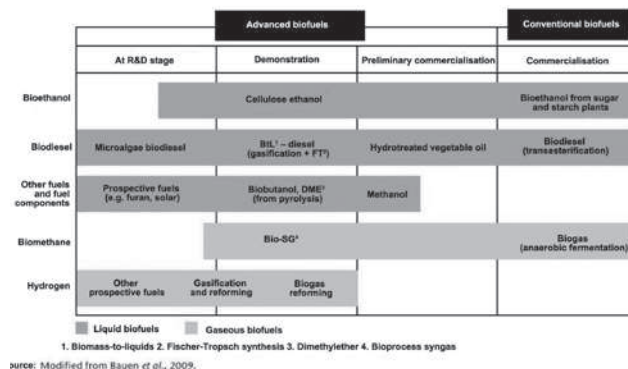 Advanced biofuels
Conventional biofuels
At R&D stage
Demonstration
Preliminary commercialisation
Commercialisation
Bioethanol
Cellulose ethanol
Bioethanol from sugar
and starch plants
Biodiesel
Microalgae biodiesel
BtL¹ – diesel
(gasification + FT²)
Hydrotreated vegetable oil
Biodiesel
(transesterification)
Other fuels
and fuel
components
Prospective fuels
(e.g. furan, solar)
Biobutanol, DME³
(from pyrolysis)
Methanol
Biomethane
Bio-SG⁴
Biogas
(anaerobic fermentation)
Hydrogen
Other
prospective fuels
Gasification
and reforming
Biogas
reforming
Liquid biofuels
Gaseous biofuels
1. Biomass-to-liquids 2. Fischer-Tropsch synthesis 3. Dimethylether 4. Bioprocess syngas
ource: Modified from Bauen et al., 2009.